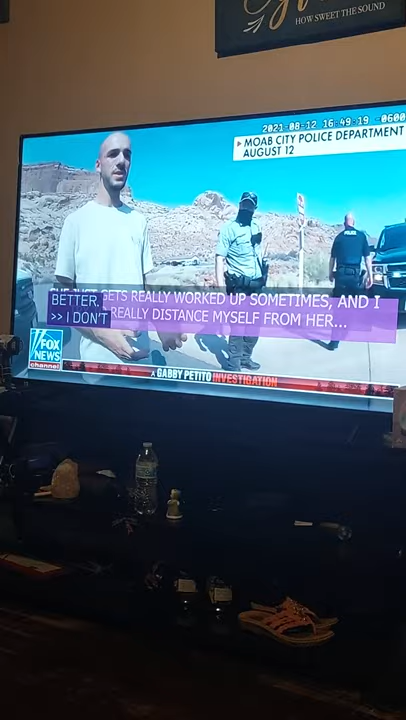 HOW SWEET THE SOUND
2021-08-12 16:49:19 -0600
MOAB CITY POLICE DEPARTMENT
AUGUST 12
JUST GETS REALLY WORKED UP SOMETIMES, AND I
BETTER.
>> I DON'T REALLY DISTANCE MYSELF FROM HER...
FOX
NEWS
channel
GABBY PETITO INVESTIGATION